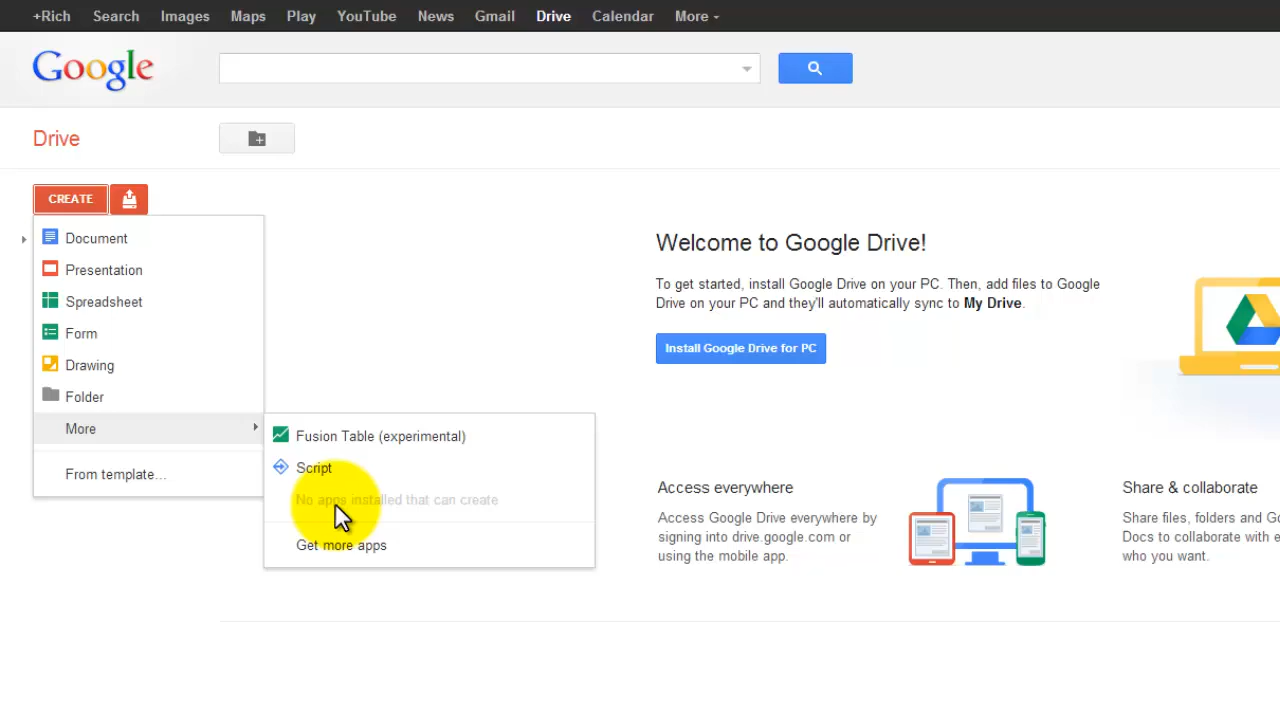 +Rich Search Images Maps Play YouTube News Gmail Drive Calendar More
Google
Drive
CREATE
Document
Presentation
Spreadsheet
Form
Drawing
Folder
More
From template...
Fusion Table (experimental)
Script
No apps installed that can create
Get more apps
Welcome to Google Drive!
To get started, install Google Drive on your PC. Then, add files to Google
Drive on your PC and they'll automatically sync to My Drive.
Install Google Drive for PC
Access everywhere
Access Google Drive everywhere by
signing into drive.google.com or
using the mobile app.
Share & collaborate
Share files, folders and
Docs to collaborate with
who you want.